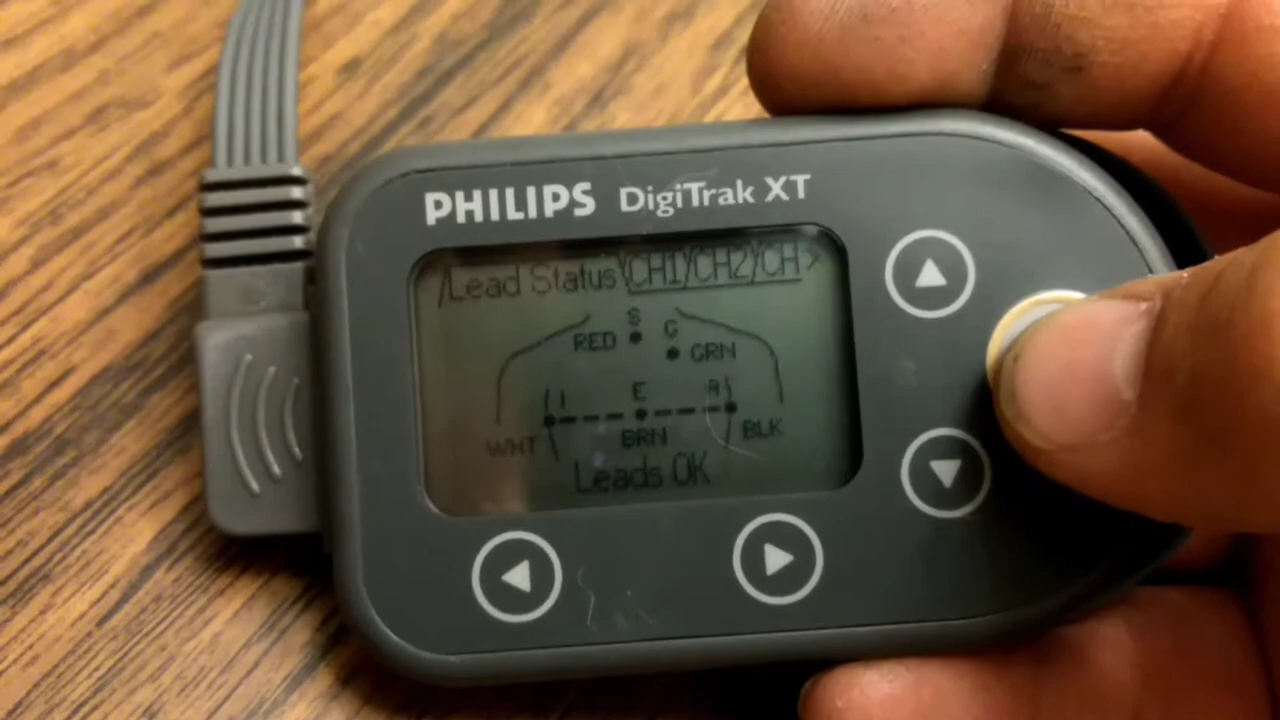 PHILIPS DigiTrak XT
/Lead Status\CH1/CH2/CH>
S
RED
G
GRN
I E A
WHT BRN BLK
Leads OK